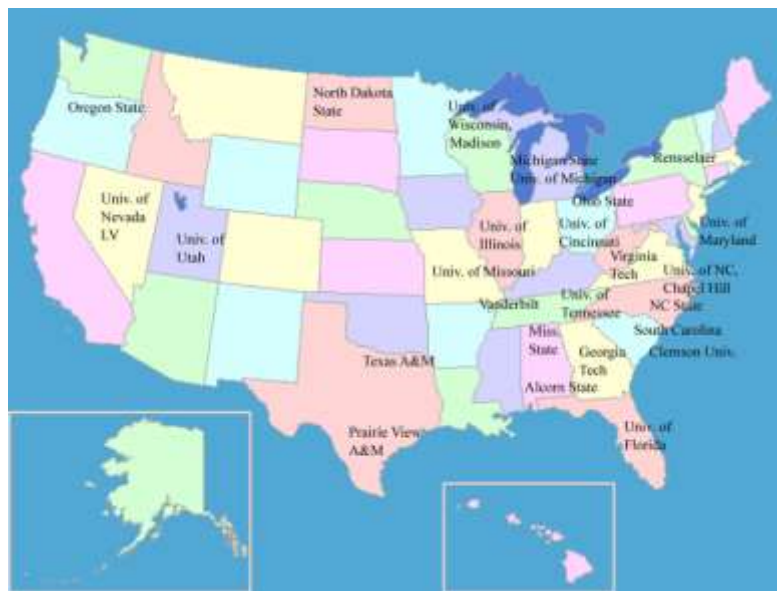 Oregon State
North Dakota
State
Univ. of
Wisconsin,
Madison
Michigan State
Univ. of Michigan
Rensselaer
Ohio State
Univ. of
Nevada
LV
Univ. of
Utah
Univ. of
Illinois
Univ. of
Cincinnati
Univ. of
Maryland
Univ. of Missouri
Virginia
Tech
Univ. of NC,
Chapel Hill
NC State
Vanderbilt
Univ. of
Tennessee
Miss.
State
South Carolina
Georgia
Tech
Clemson Univ.
Texas A&M
Alcorn State
Prairie View
A&M
Univ. of
Florida